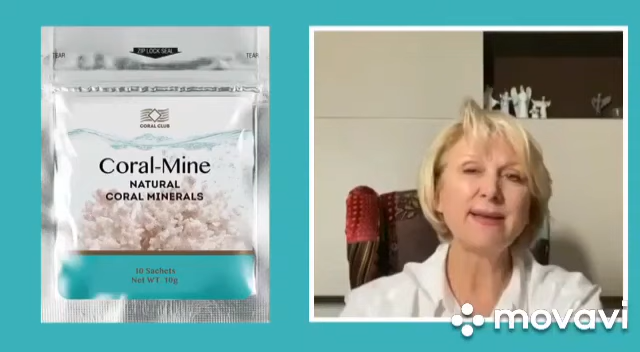 TEAR
ZIP LOCK SEAL
TEAR
CORAL CLUB
Coral-Mine
NATURAL
CORAL MINERALS
10 Sachets
Net WT. 10g
movavi